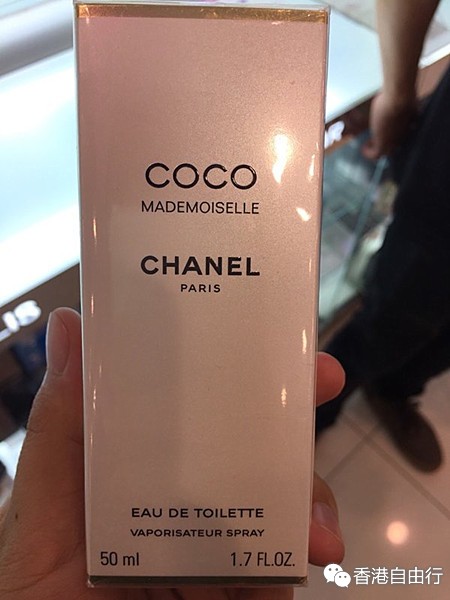 COCO
MADEMOISELLE
CHANEL
PARIS
EAU DE TOILETTE
VAPORISATEUR SPRAY
50 ml 1.7 FL.OZ.
香港自由行